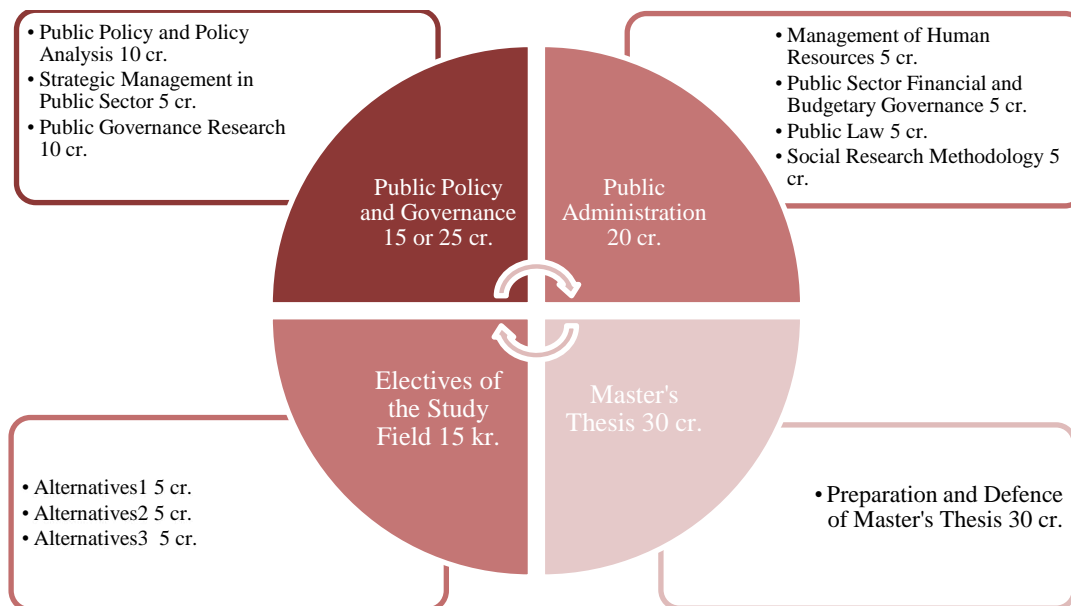 • Public Policy and Policy
Analysis 10 cr.
• Strategic Management in
Public Sector 5 cr.
• Public Governance Research
10 cr.
• Management of Human
Resources 5 cr.
• Public Sector Financial and
Budgetary Governance 5 cr.
• Public Law 5 cr.
• Social Research Methodology 5
cr.
Public Policy
and Governance
15 or 25 cr.
Public
Administration
20 cr.
Electives of
the Study
Field 15 kr.
Master's
Thesis 30 cr.
• Alternatives1 5 cr.
• Alternatives2 5 cr.
• Alternatives3 5 cr.
• Preparation and Defence
of Master's Thesis 30 cr.